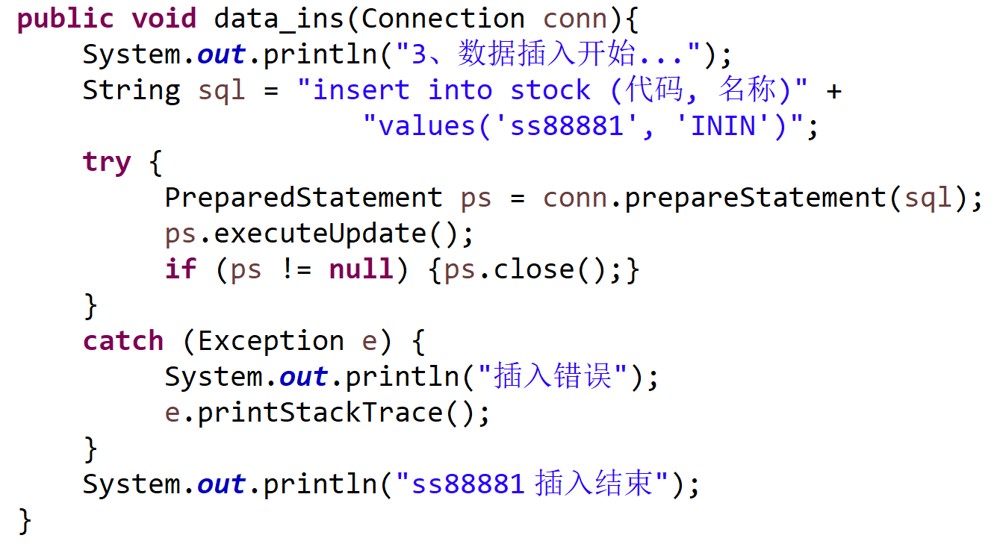 public void data_ins(Connection conn){
System.out.println("3、数据插入开始...");
String sql = "insert into stock (代码, 名称)" +
"values('ss88881', 'ININ')";
try {
PreparedStatement ps = conn.prepareStatement(sql);
ps.executeUpdate();
if (ps != null) {ps.close();}
}
catch (Exception e) {
System.out.println("插入错误");
e.printStackTrace();
}
System.out.println("ss88881 插入结束");
}